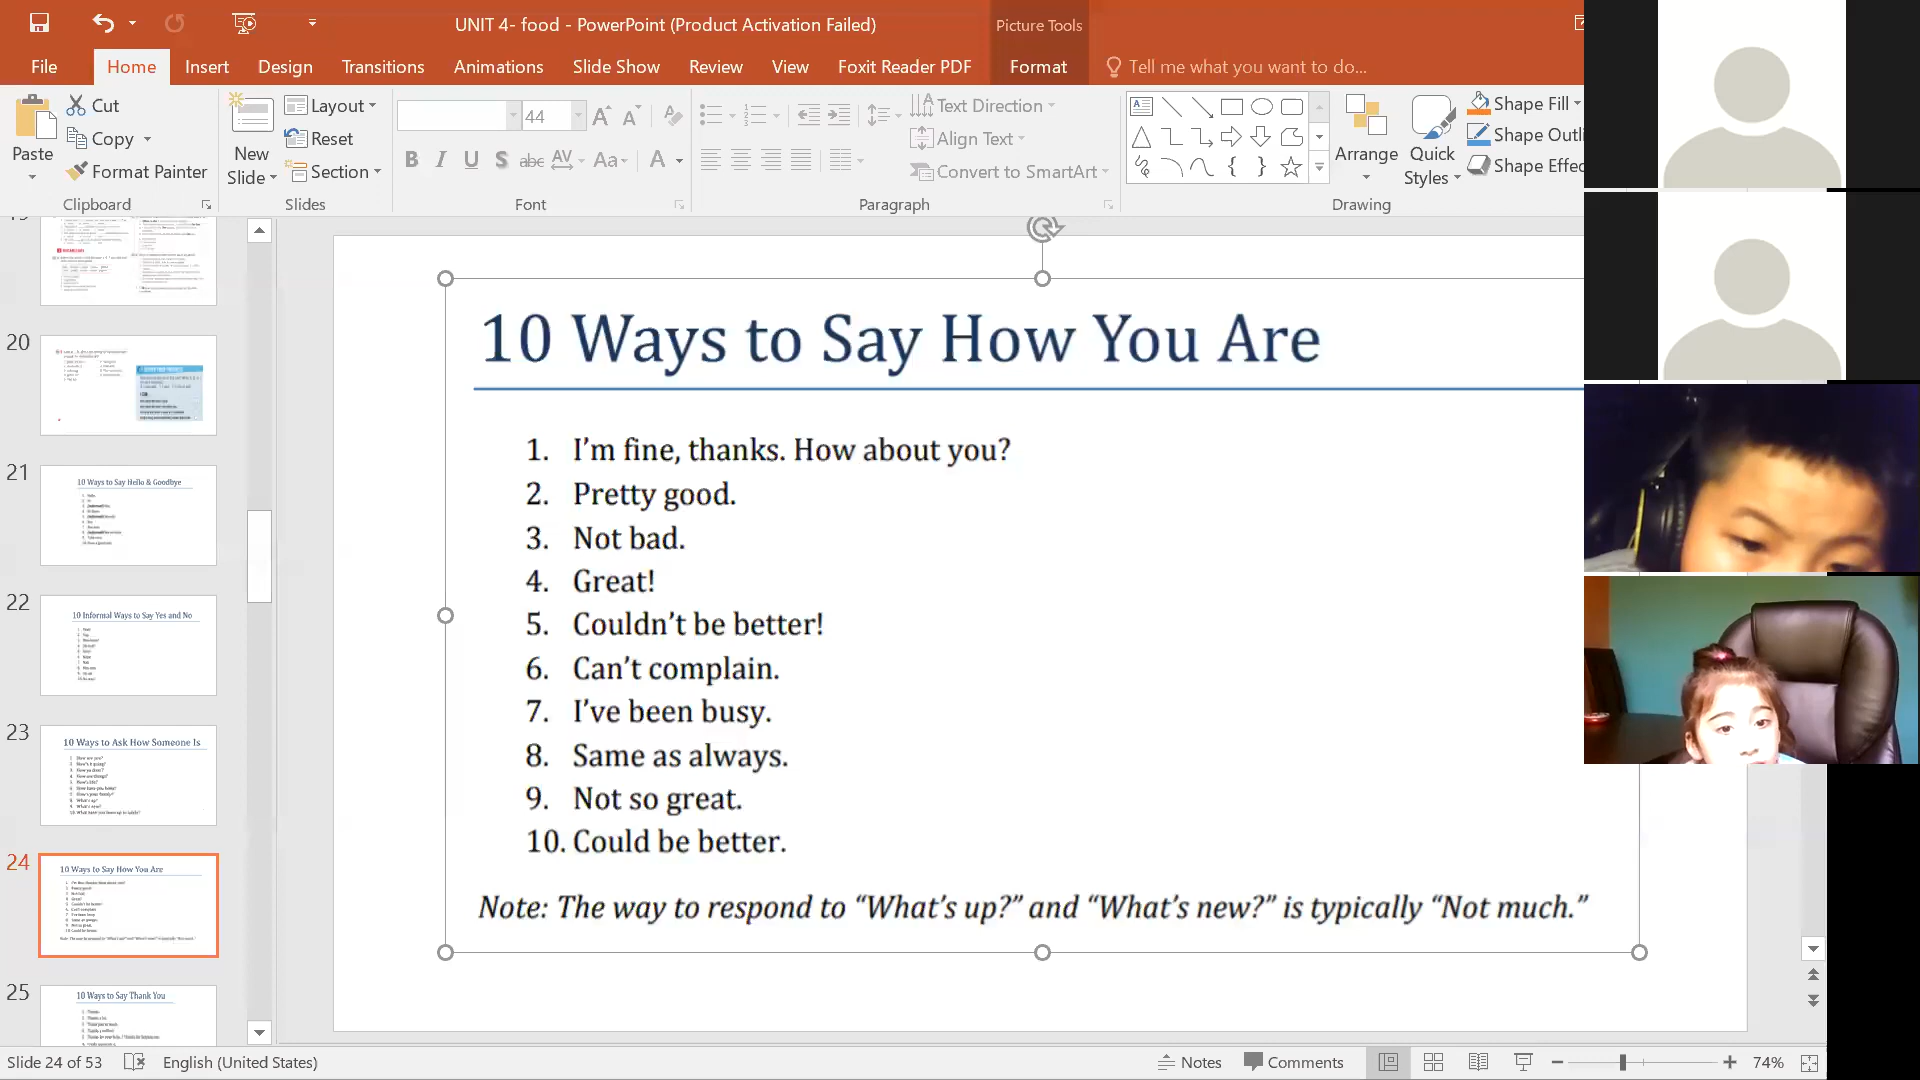 UNIT 4- food - PowerPoint (Product Activation Failed)
Picture Tools
File
Home
Insert
Design
Transitions
Animations
Slide Show
Review
View
Foxit Reader PDF
Format
Tell me what you want to do...
Paste
Cut
Copy
Format Painter
Clipboard
New Slide
Layout
Reset
Section
Slides
44
B I U S abc AV Aa A
Font
Text Direction
Align Text
Convert to SmartArt
Paragraph
Arrange
Quick Styles
Shape Fill
Shape Outli
Shape Effec
Drawing
20
21
10 Ways to Say Hello & Goodbye
22
10 Informal Ways to Say Yes and No
23
10 Ways to Ask How Someone Is
24
10 Ways to Say How You Are
25
10 Ways to Say Thank You
10 Ways to Say How You Are
1. I’m fine, thanks. How about you?
2. Pretty good.
3. Not bad.
4. Great!
5. Couldn’t be better!
6. Can’t complain.
7. I’ve been busy.
8. Same as always.
9. Not so great.
10. Could be better.
Note: The way to respond to “What’s up?” and “What’s new?” is typically “Not much.”
Slide 24 of 53
English (United States)
Notes
Comments
74%